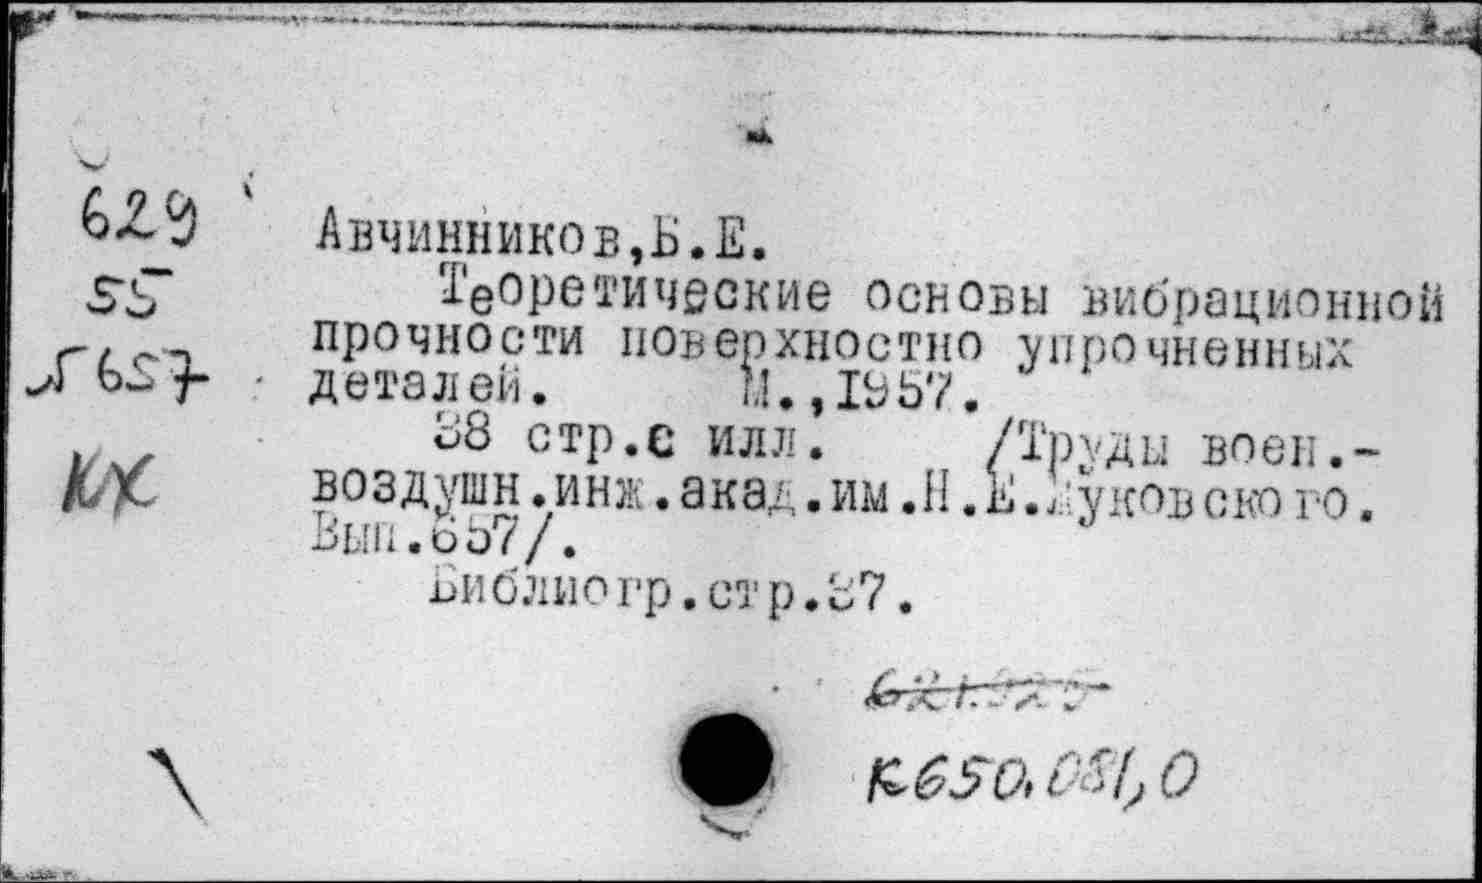 629
55
Л657
КХ
Авчинников,Б.Е.
Теоретические основы вибрационной
прочности поверхностно упрочненных
деталей. М.,1957.
38 стр.с илл. /Труды воен.-
воздушн.инж.акад.им.Н.Е.Жуковского.
Вып.657/.
Библиогр.стр.37.
К650.081,0